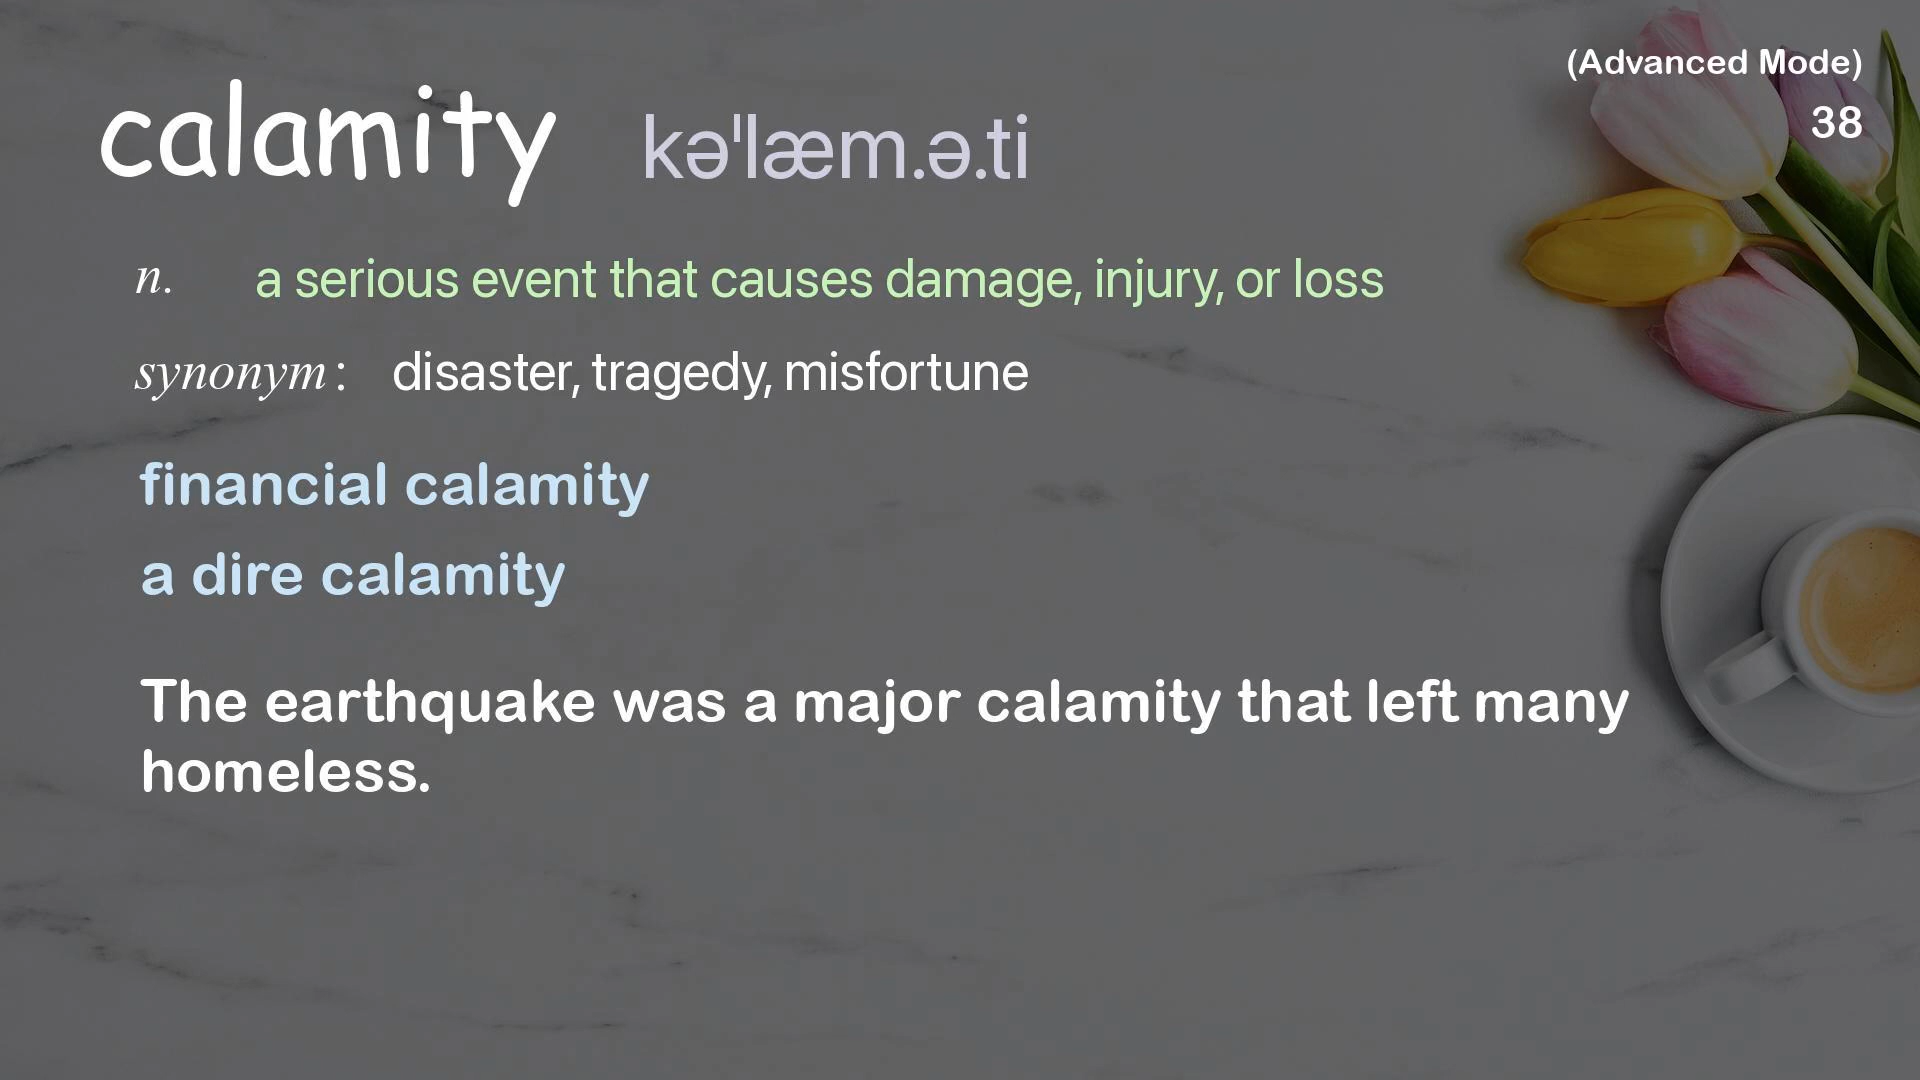 (Advanced Mode)
38
calamity kə'læm.ə.ti
n. a serious event that causes damage, injury, or loss
synonym: disaster, tragedy, misfortune
financial calamity
a dire calamity
The earthquake was a major calamity that left many
homeless.